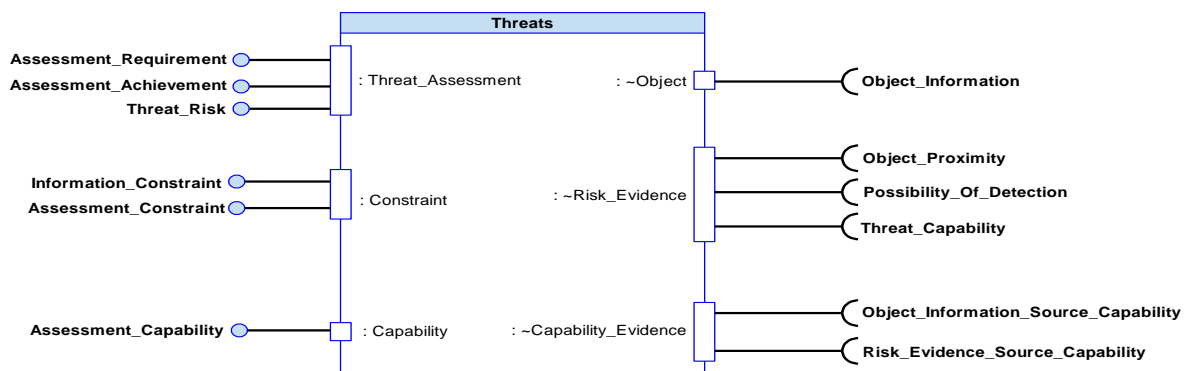 Threats
Assessment_Requirement
Assessment_Achievement
Threat_Risk
: Threat_Assessment
: ~Object
Object_Information
Information_Constraint
Assessment_Constraint
: Constraint
: ~Risk_Evidence
Object_Proximity
Possibility_Of_Detection
Threat_Capability
Assessment_Capability
: Capability
: ~Capability_Evidence
Object_Information_Source_Capability
Risk_Evidence_Source_Capability